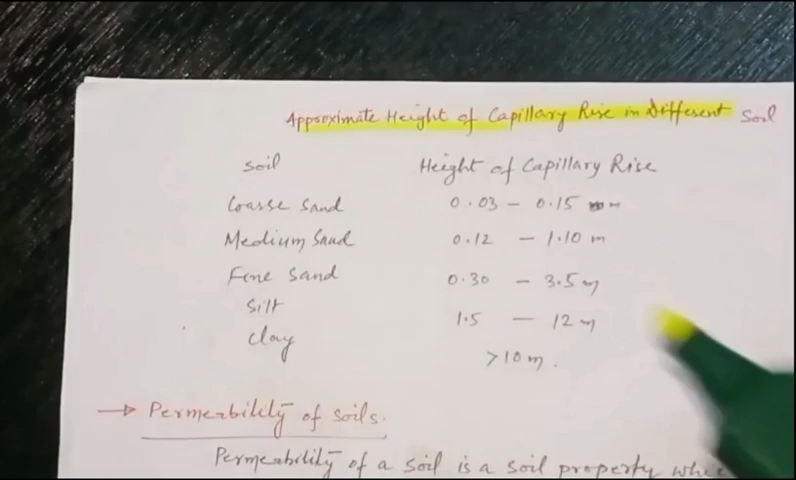 Approximate Height of Capillary Rise in Different Soil
Soil Height of Capillary Rise
Coarse Sand 0.03 - 0.15 m
Medium Sand 0.12 - 1.10 m
Fine Sand 0.30 - 3.5 m
Silt 1.5 - 12 m
Clay >10 m.
→ Permeability of soils.
Permeability of a soil is a soil property